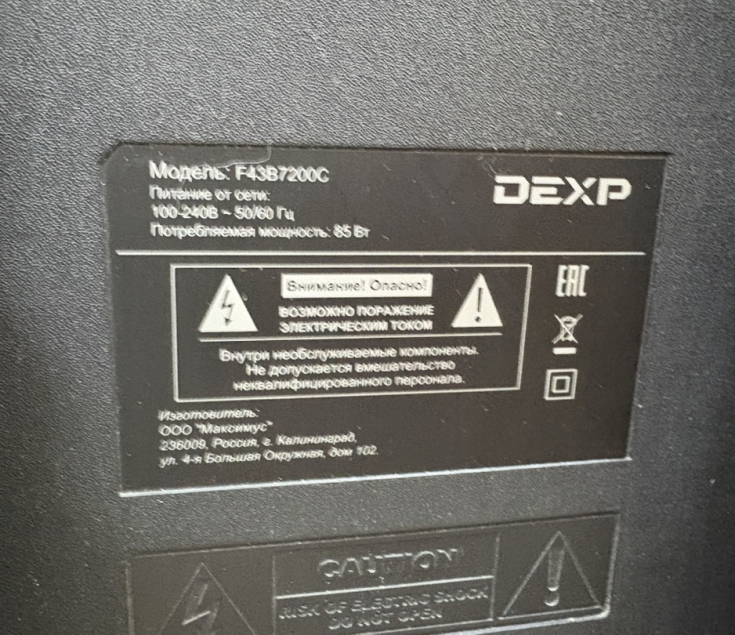 Модель: F43B7200C
DEXP
Питание от сети:
100-240В ~ 50/60 Гц
Потребляемая мощность: 85 Вт
Внимание! Опасно!
ВОЗМОЖНО ПОРАЖЕНИЕ
ЭЛЕКТРИЧЕСКИМ ТОКОМ
Внутри необслуживаемые компоненты.
Не допускается вмешательство
неквалифицированного персонала.
EAC
Изготовитель:
ООО "Максимус"
236009, Россия, г. Калининград,
ул. 4-я Большая Окружная, дом 102.
CAUTION
RISK OF ELECTRIC SHOCK
DO NOT OPEN